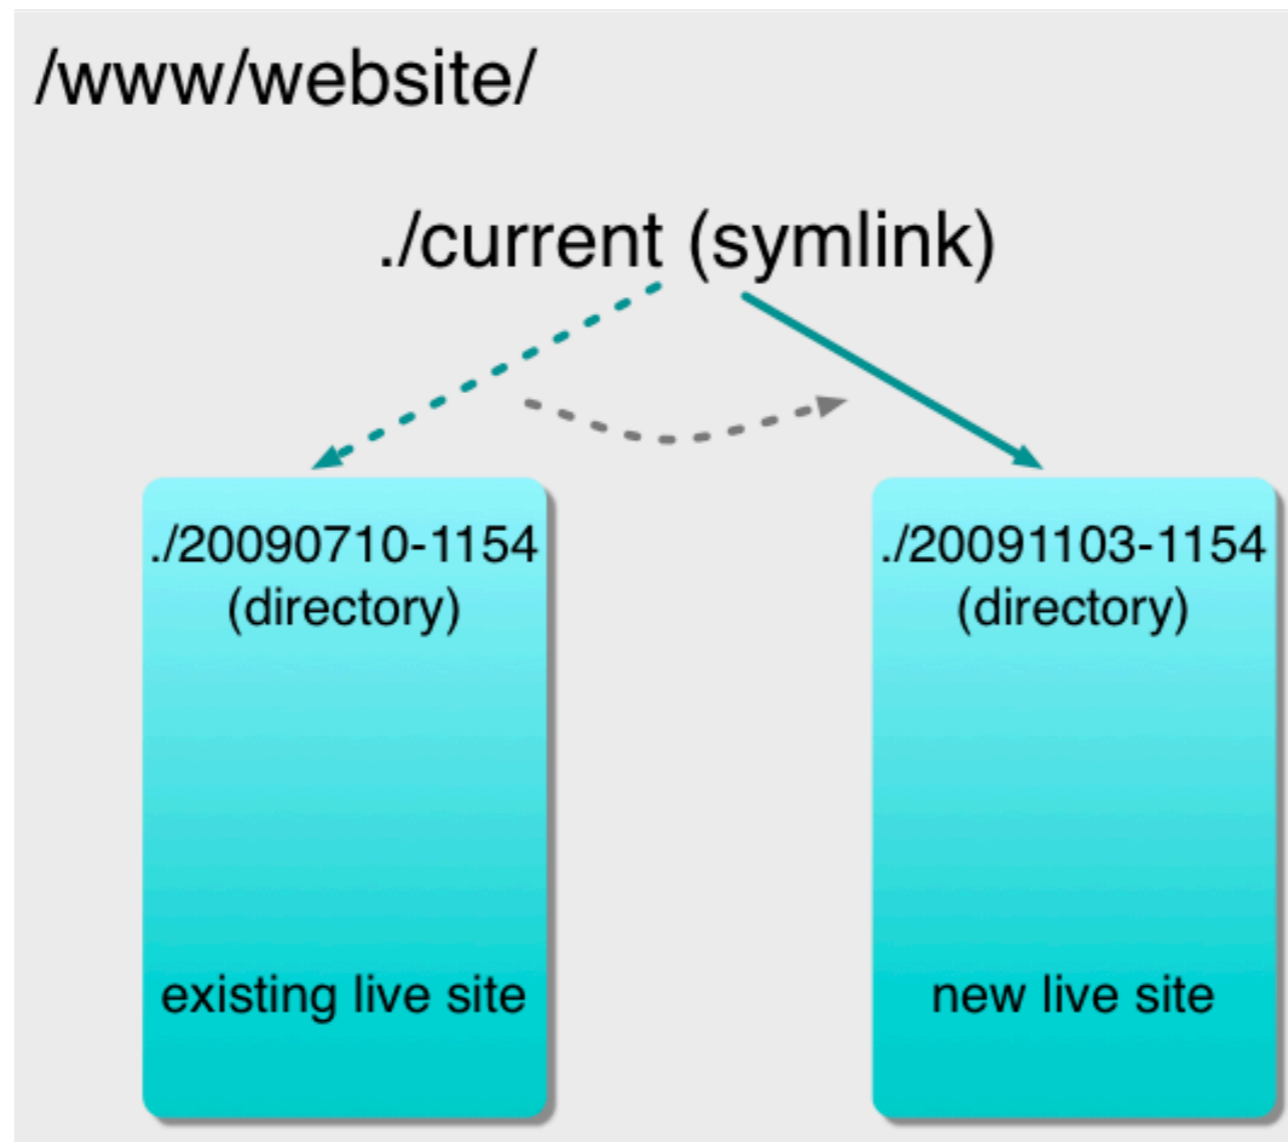 /www/website/
./current (symlink)
./20090710-1154
(directory)
existing live site
./20091103-1154
(directory)
new live site